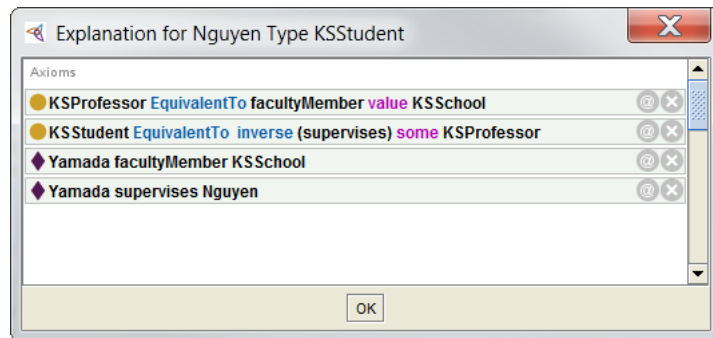 Explanation for Nguyen Type KSStudent
X
Axioms
KSProfessor EquivalentTo facultyMember value KSSchool
KSStudent EquivalentTo inverse (supervises) some KSProfessor
Yamada facultyMember KSSchool
Yamada supervises Nguyen
OK